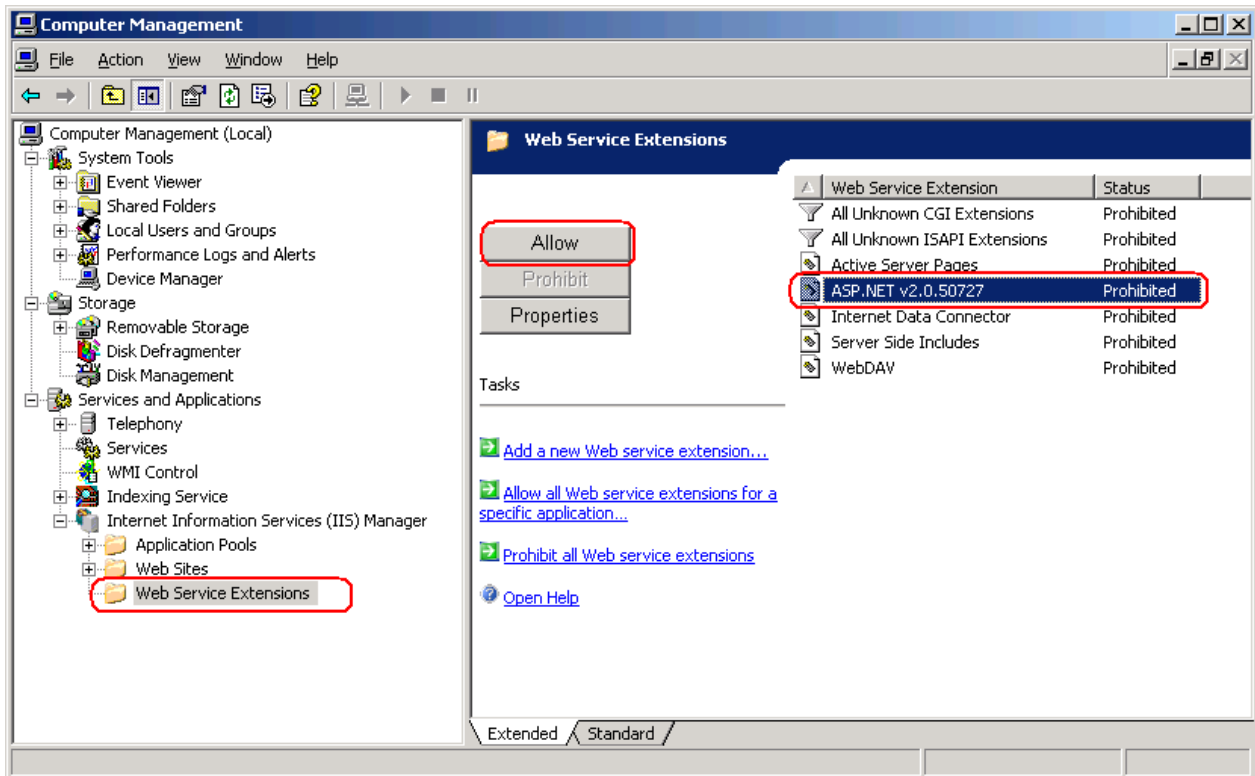 Computer Management
File Action View Window Help
Computer Management (Local)
System Tools
Event Viewer
Shared Folders
Local Users and Groups
Performance Logs and Alerts
Device Manager
Storage
Removable Storage
Disk Defragmenter
Disk Management
Services and Applications
Telephony
Services
WMI Control
Indexing Service
Internet Information Services (IIS) Manager
Application Pools
Web Sites
Web Service Extensions
Web Service Extensions
Allow
Prohibit
Properties
Tasks
Add a new Web service extension...
Allow all Web service extensions for a
specific application...
Prohibit all Web service extensions
Open Help
Web Service Extension Status
All Unknown CGI Extensions Prohibited
All Unknown ISAPI Extensions Prohibited
Active Server Pages Prohibited
ASP.NET v2.0.50727 Prohibited
Internet Data Connector Prohibited
Server Side Includes Prohibited
WebDAV Prohibited
Extended Standard